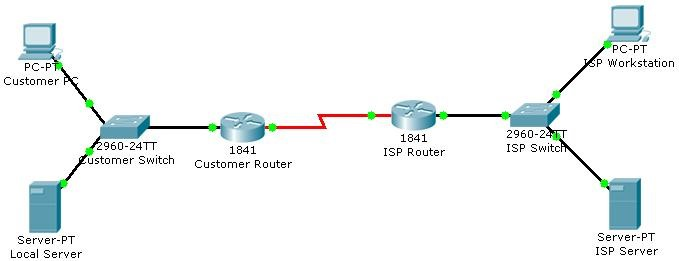 PC-PT
Customer PC
2960-24TT
Customer Switch
Server-PT
Local Server
1841
Customer Router
1841
ISP Router
2960-24TT
ISP Switch
PC-PT
ISP Workstation
Server-PT
ISP Server